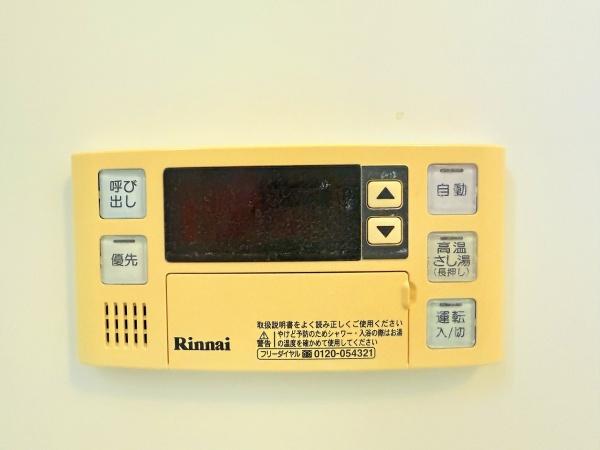 呼び
出し
優先
自動
高温
さし湯
(長押し)
運転
入/切
Rinnai
取扱説明書をよく読み正しくご使用ください
警告
やけど予防のためシャワー・入浴の際はお湯
の温度を確かめて使用してください
フリーダイヤル 0120-054321